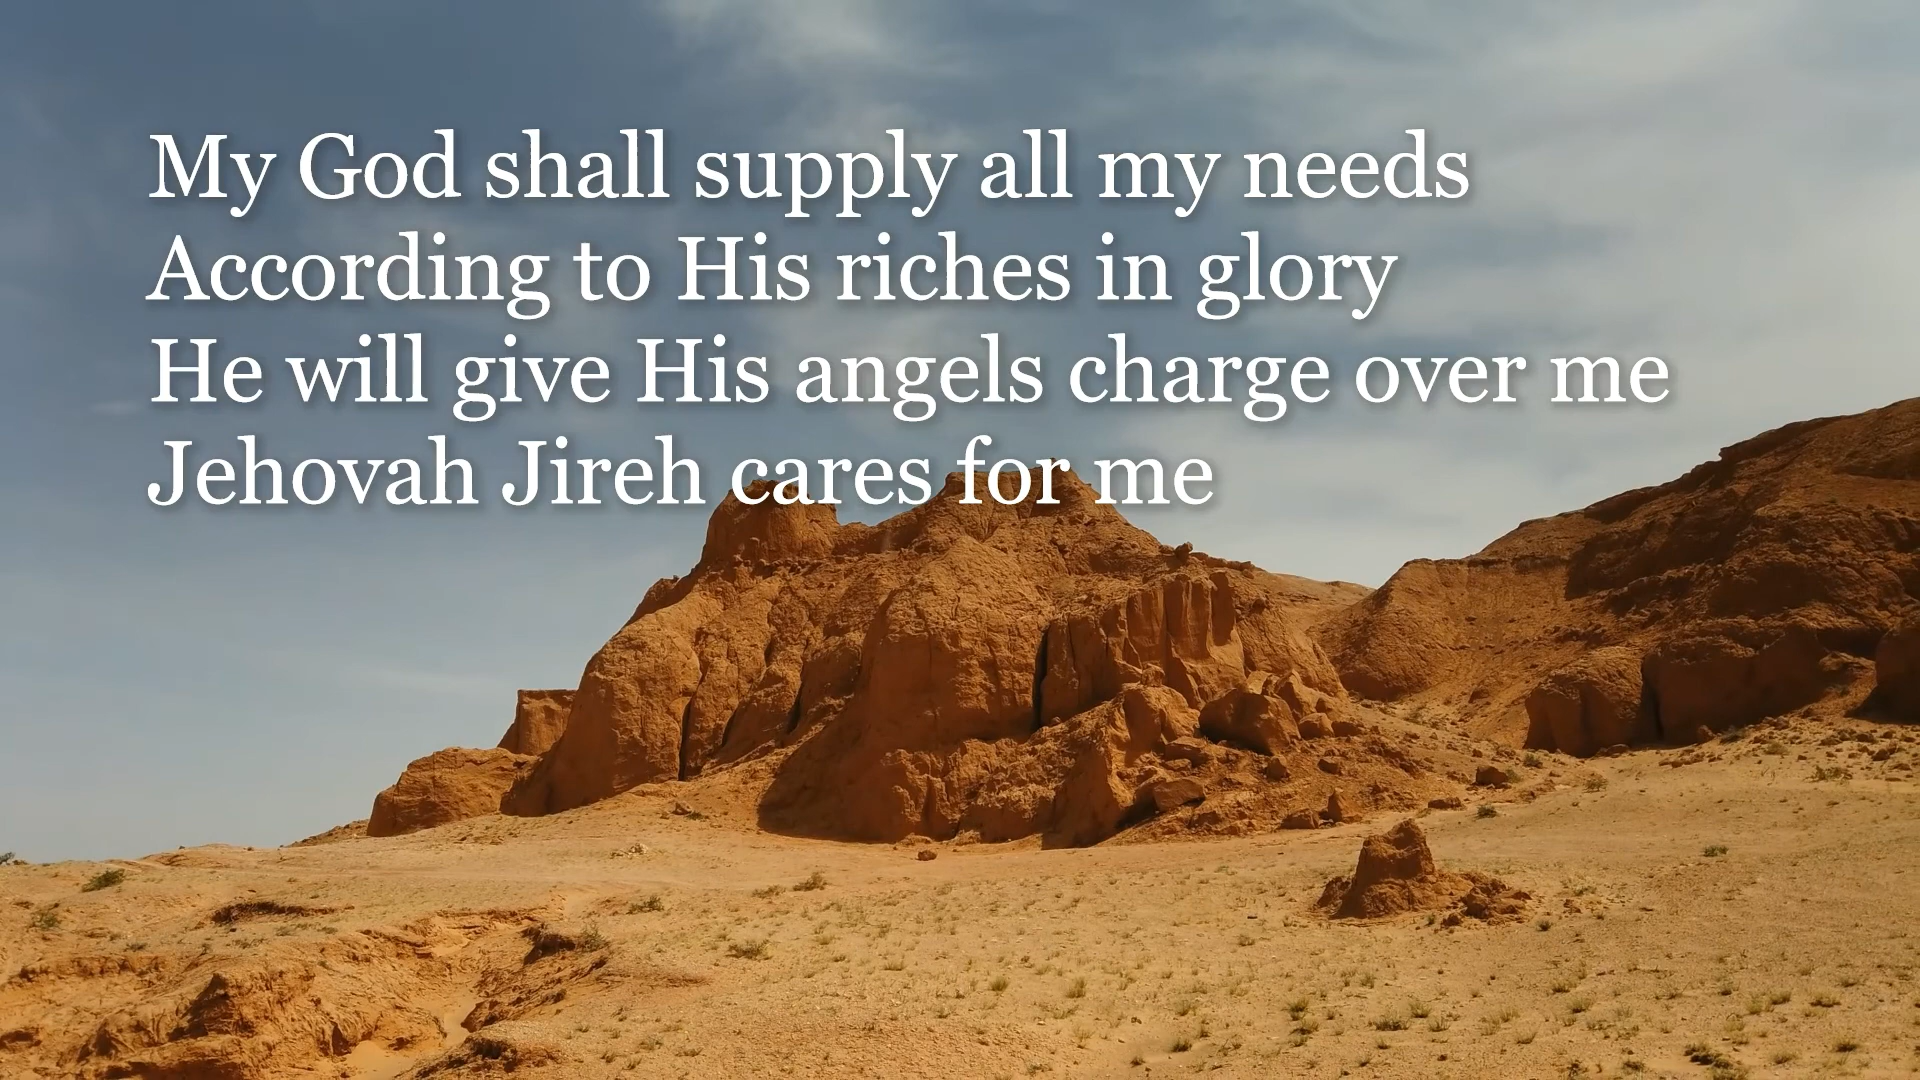 My God shall supply all my needs
According to His riches in glory
He will give His angels charge over me
Jehovah Jireh cares for me